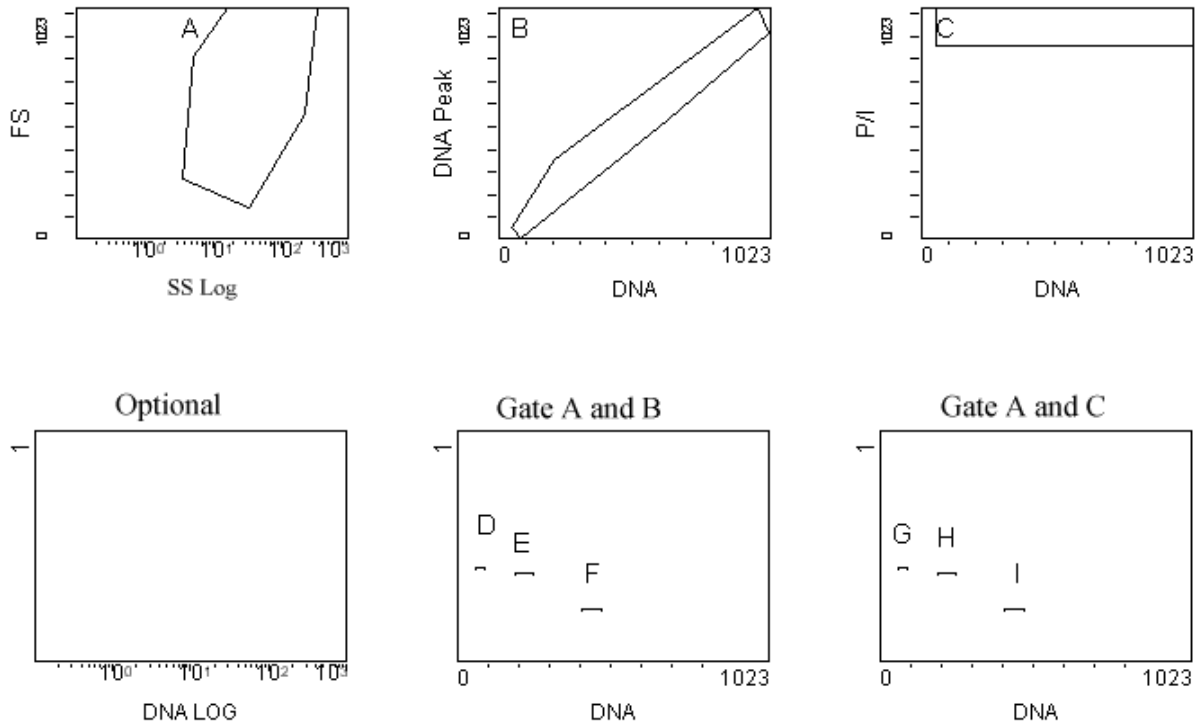 A
1023
FS
0
10⁰ 10¹ 10² 10³
SS Log
B
1023
DNA Peak
0
0 1023
DNA
C
1023
P/I
0
0 1023
DNA
Optional
1
10⁰ 10¹ 10² 10³
DNA LOG
Gate A and B
1
D
E
F
0 1023
DNA
Gate A and C
1
G
H
I
0 1023
DNA